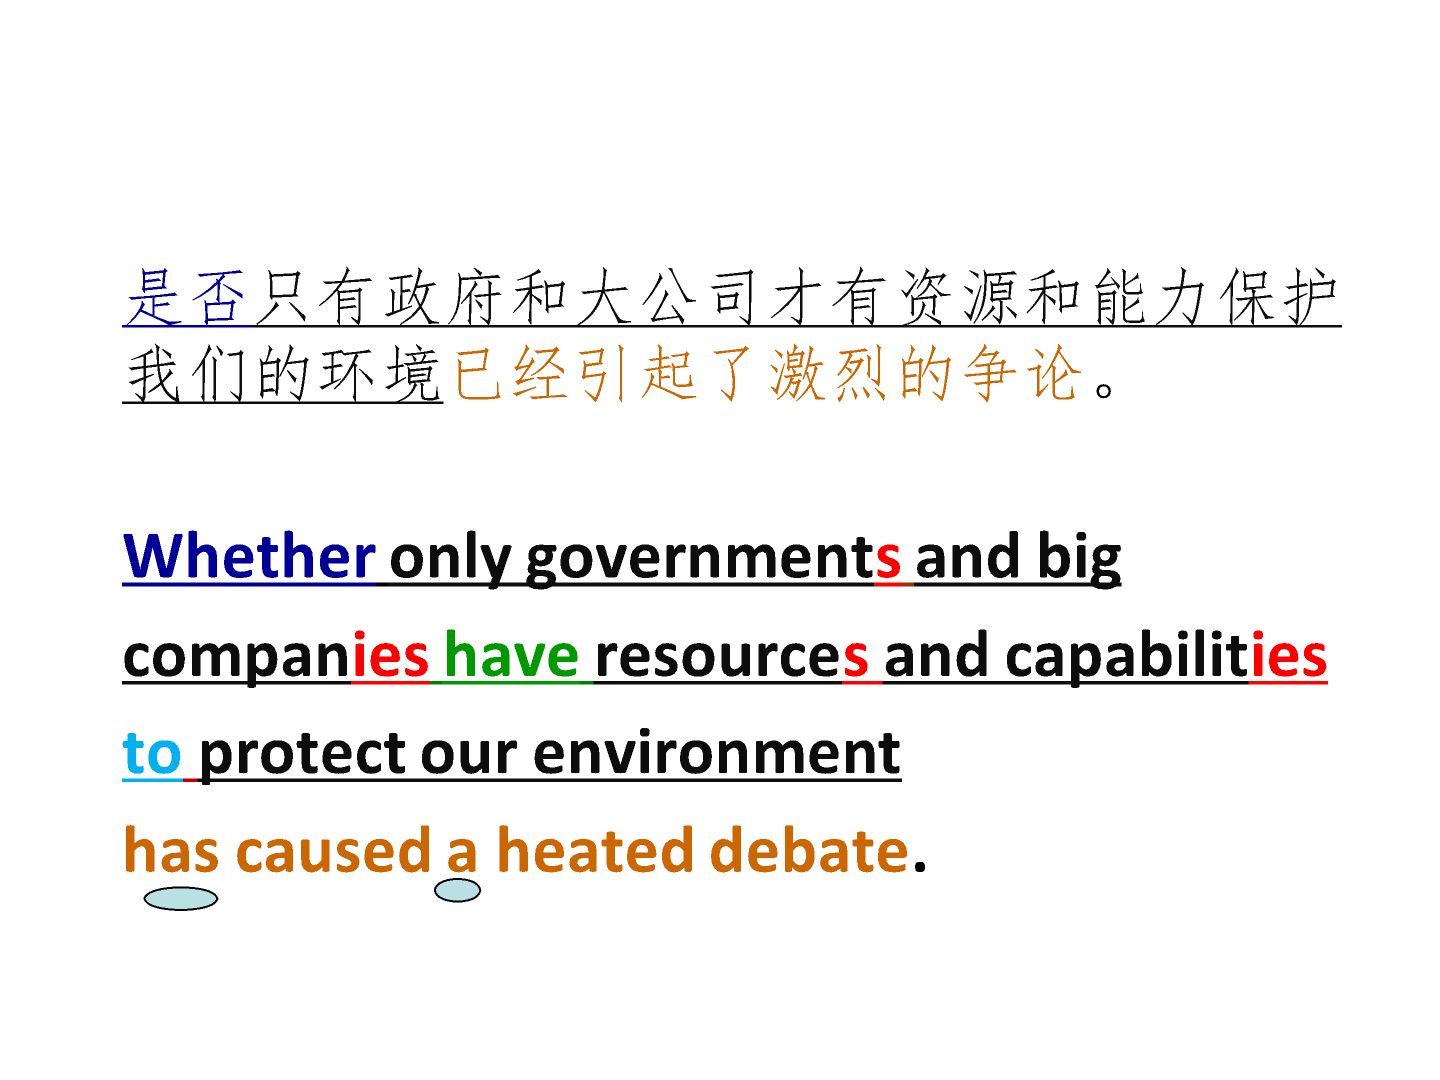 是否只有政府和大公司才有资源和能力保护
我们的环境已经引起了激烈的争论。
Whether only governments and big
companies have resources and capabilities
to protect our environment
has caused a heated debate.